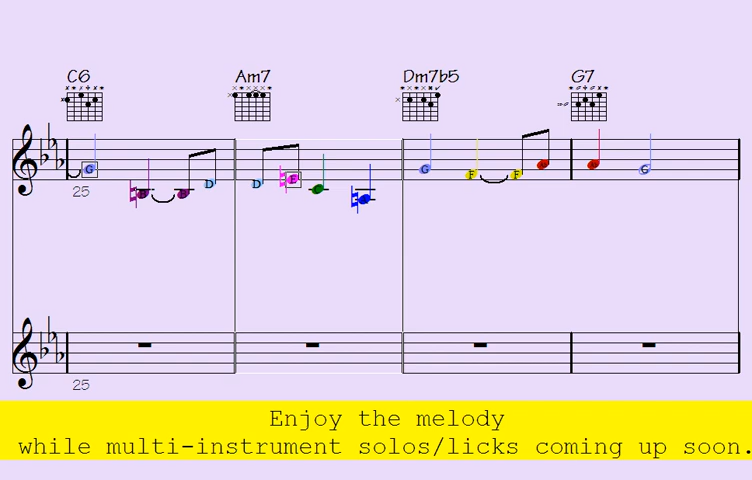 C6 Am7 Dm7b5 G7
G B B D D E C A G F F A A G
25
25
Enjoy the melody
while multi-instrument solos/licks coming up soon.